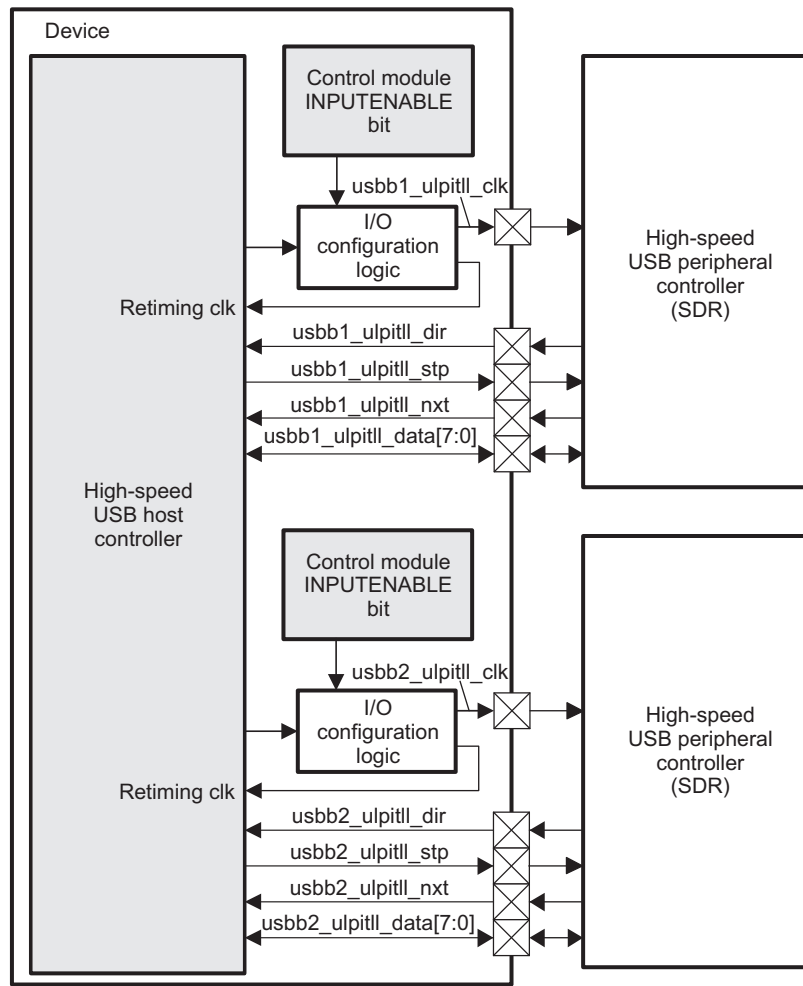 Device
Control module
INPUTENABLE
bit
usbb1_ulpitll_clk
I/O
configuration
logic
High-speed
USB peripheral
controller
(SDR)
Retiming clk
usbb1_ulpitll_dir
usbb1_ulpitll_stp
usbb1_ulpitll_nxt
usbb1_ulpitll_data[7:0]
High-speed
USB host
controller
Control module
INPUTENABLE
bit
usbb2_ulpitll_clk
I/O
configuration
logic
High-speed
USB peripheral
controller
(SDR)
Retiming clk
usbb2_ulpitll_dir
usbb2_ulpitll_stp
usbb2_ulpitll_nxt
usbb2_ulpitll_data[7:0]